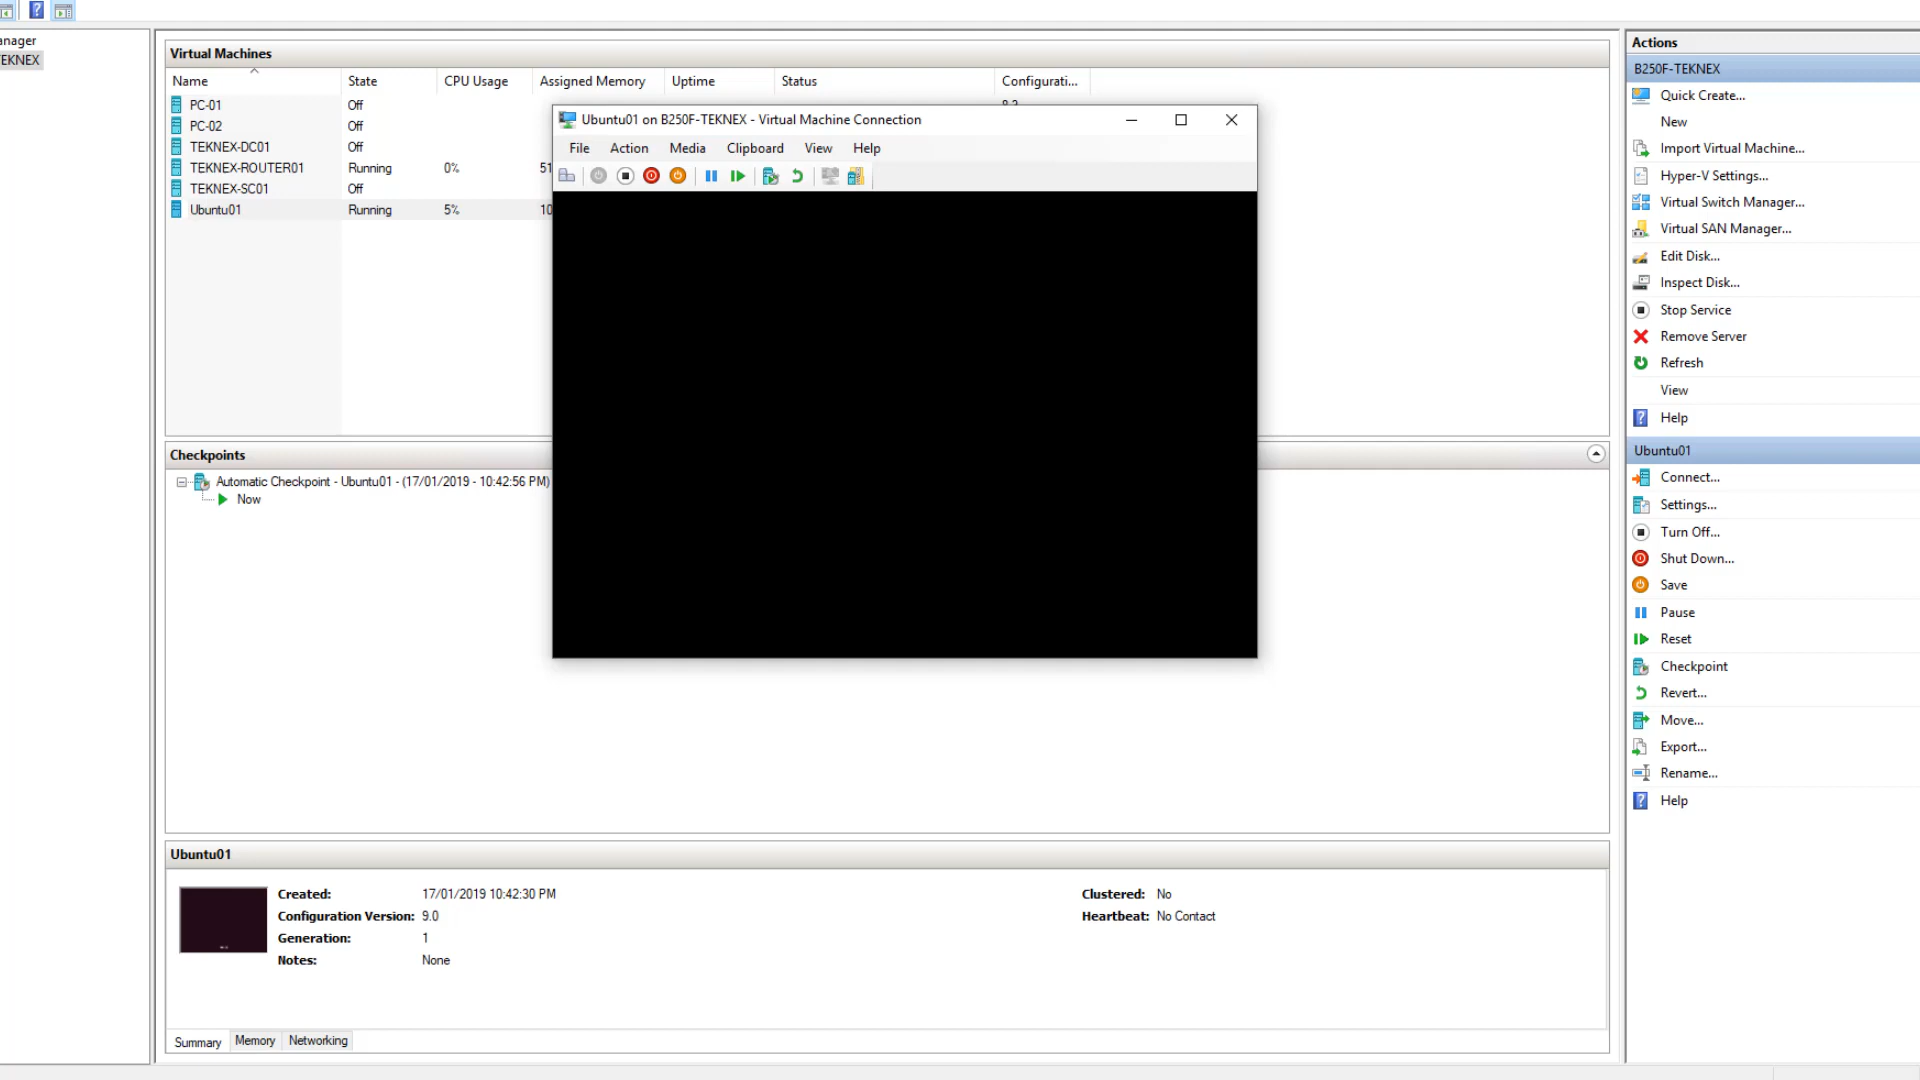 anager
TEKNEX
Virtual Machines
Name State CPU Usage Assigned Memory Uptime Status Configurati...
PC-01 Off
PC-02 Off
TEKNEX-DC01 Off
TEKNEX-ROUTER01 Running 0% 51
TEKNEX-SC01 Off
Ubuntu01 Running 5% 10
Ubuntu01 on B250F-TEKNEX - Virtual Machine Connection
File Action Media Clipboard View Help
Checkpoints
Automatic Checkpoint - Ubuntu01 - (17/01/2019 - 10:42:56 PM)
Now
Ubuntu01
Created: 17/01/2019 10:42:30 PM
Configuration Version: 9.0
Generation: 1
Notes: None
Clustered: No
Heartbeat: No Contact
Summary Memory Networking
Actions
B250F-TEKNEX
Quick Create...
New
Import Virtual Machine...
Hyper-V Settings...
Virtual Switch Manager...
Virtual SAN Manager...
Edit Disk...
Inspect Disk...
Stop Service
Remove Server
Refresh
View
Help
Ubuntu01
Connect...
Settings...
Turn Off...
Shut Down...
Save
Pause
Reset
Checkpoint
Revert...
Move...
Export...
Rename...
Help